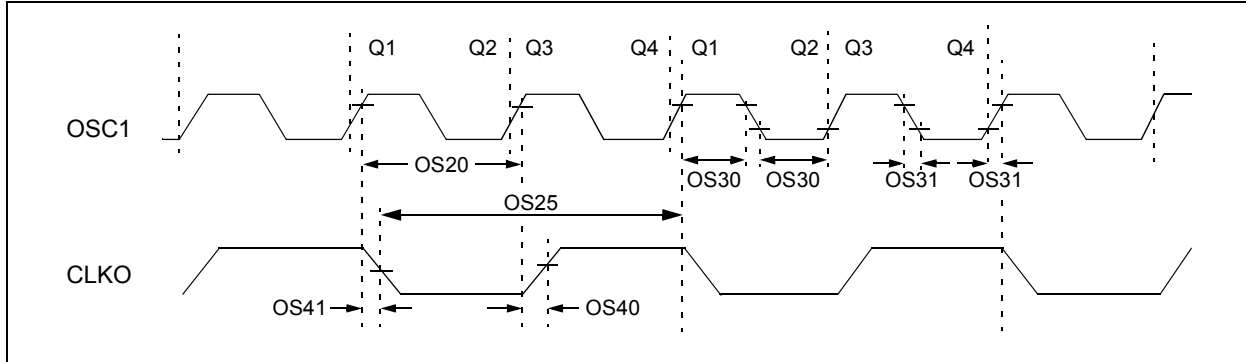 Q1 Q2 Q3 Q4 Q1 Q2 Q3 Q4
OSC1
OS20
OS30 OS30 OS31 OS31
OS25
CLKO
OS41 OS40